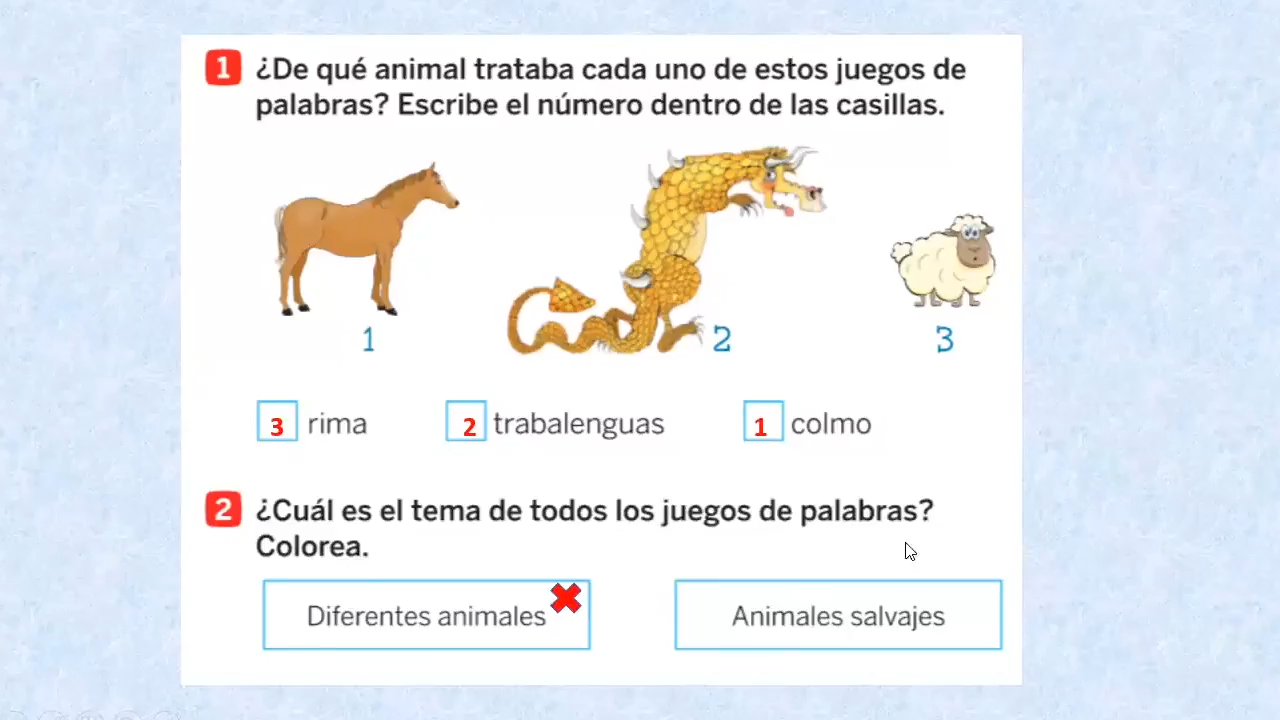 1 ¿De qué animal trataba cada uno de estos juegos de
palabras? Escribe el número dentro de las casillas.
1 2 3
3 rima 2 trabalenguas 1 colmo
2 ¿Cuál es el tema de todos los juegos de palabras?
Colorea.
Diferentes animales Animales salvajes